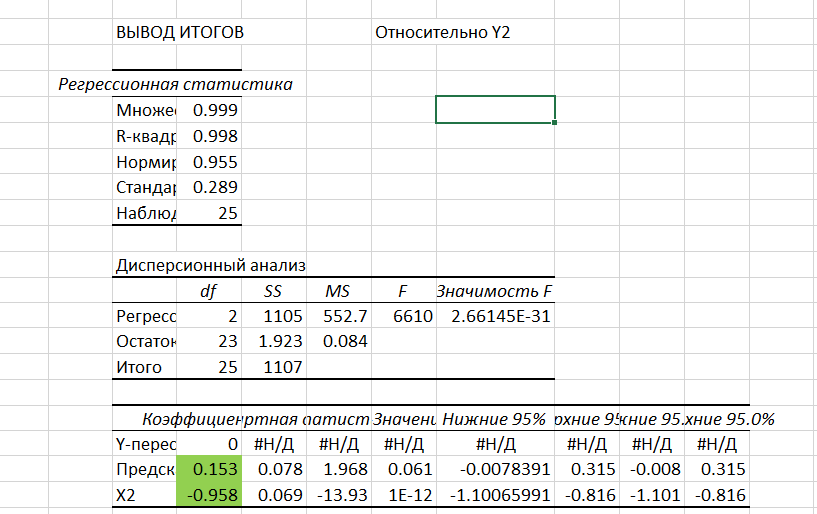 ВЫВОД ИТОГОВ Относительно Y2
Регрессионная статистика
Множе 0.999
R-квадр 0.998
Нормир 0.955
Стандар 0.289
Наблюд 25
Дисперсионный анализ
df SS MS F Значимость F
Регресс 2 1105 552.7 6610 2.66145E-31
Остаток 23 1.923 0.084
Итого 25 1107
Коэффициен ртная татист Значени Нижние 95% рхние 95 жние 95. хние 95.0%
Y-перес 0 #Н/Д #Н/Д #Н/Д #Н/Д #Н/Д #Н/Д #Н/Д
Предск 0.153 0.078 1.968 0.061 -0.0078391 0.315 -0.008 0.315
X2 -0.958 0.069 -13.93 1E-12 -1.10065991 -0.816 -1.101 -0.816